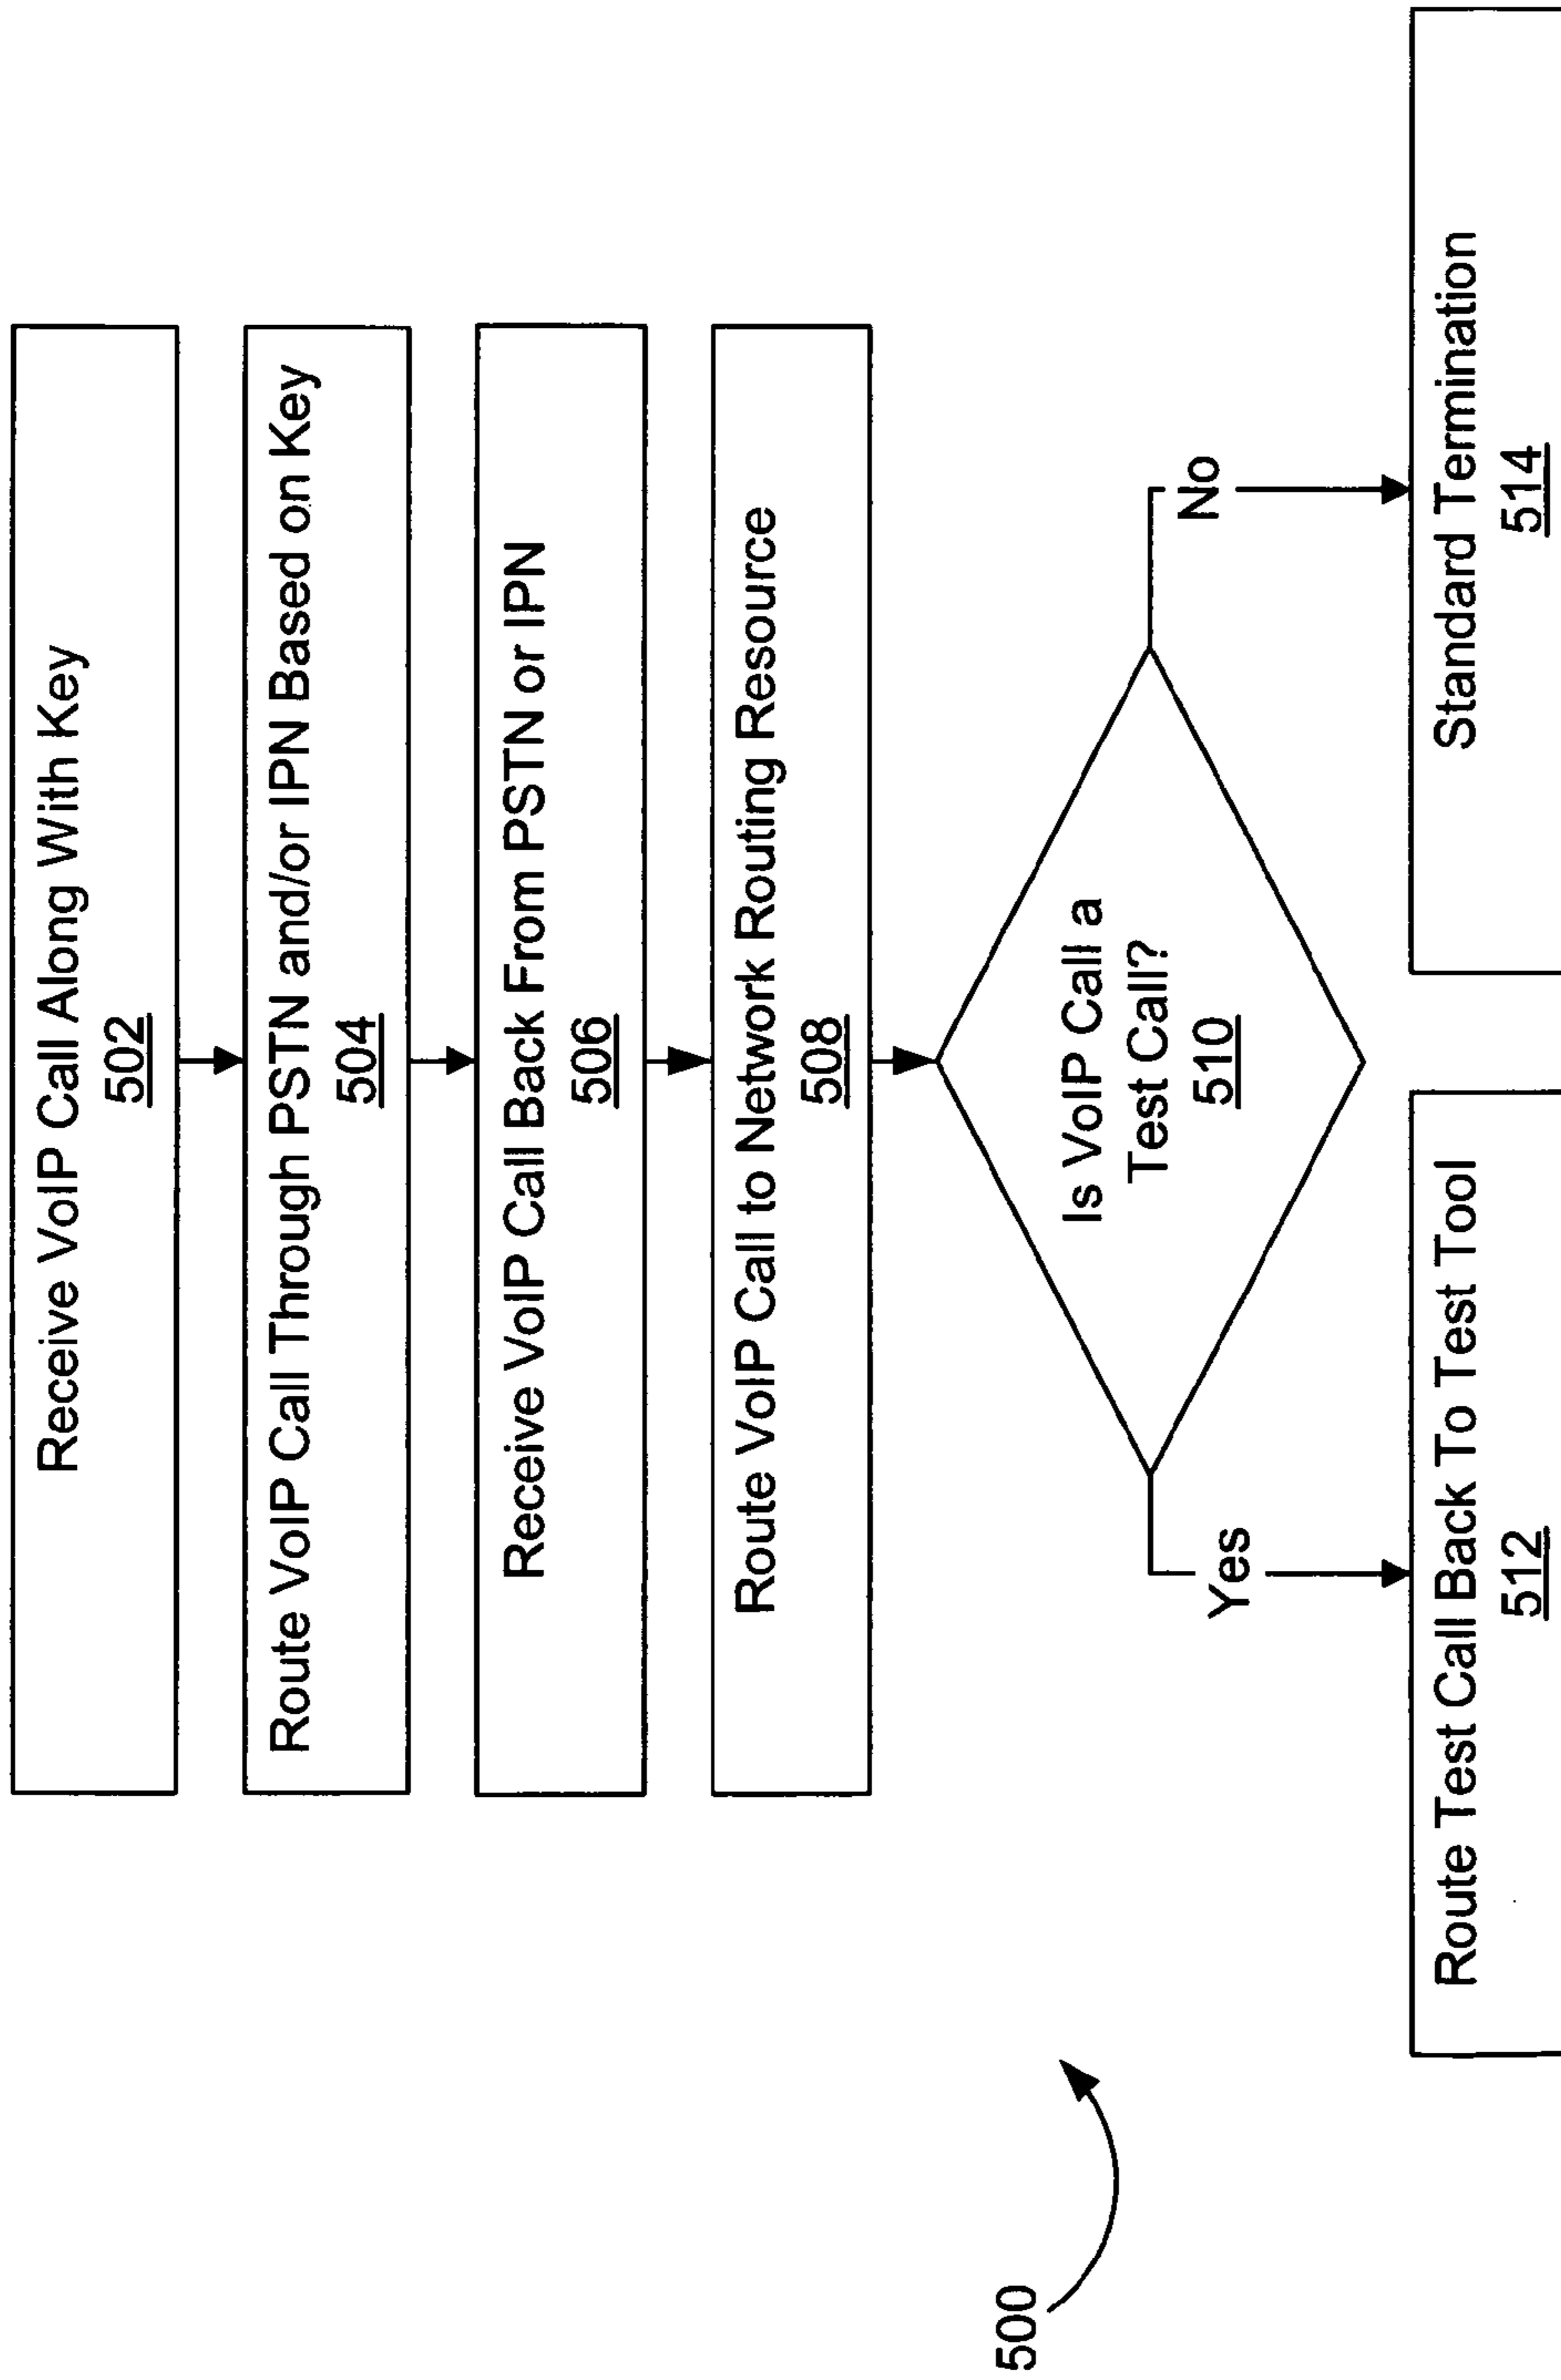 500
Receive VoIP Call Along With Key
502
Route VoIP Call Through PSTN and/or IPN Based on Key
504
Receive VoIP Call Back From PSTN or IPN
506
Route VoIP Call to Network Routing Resource
508
Is VoIP Call a
Test Call?
510
Yes
No
Route Test Call Back To Test Tool
512
Standard Termination
514